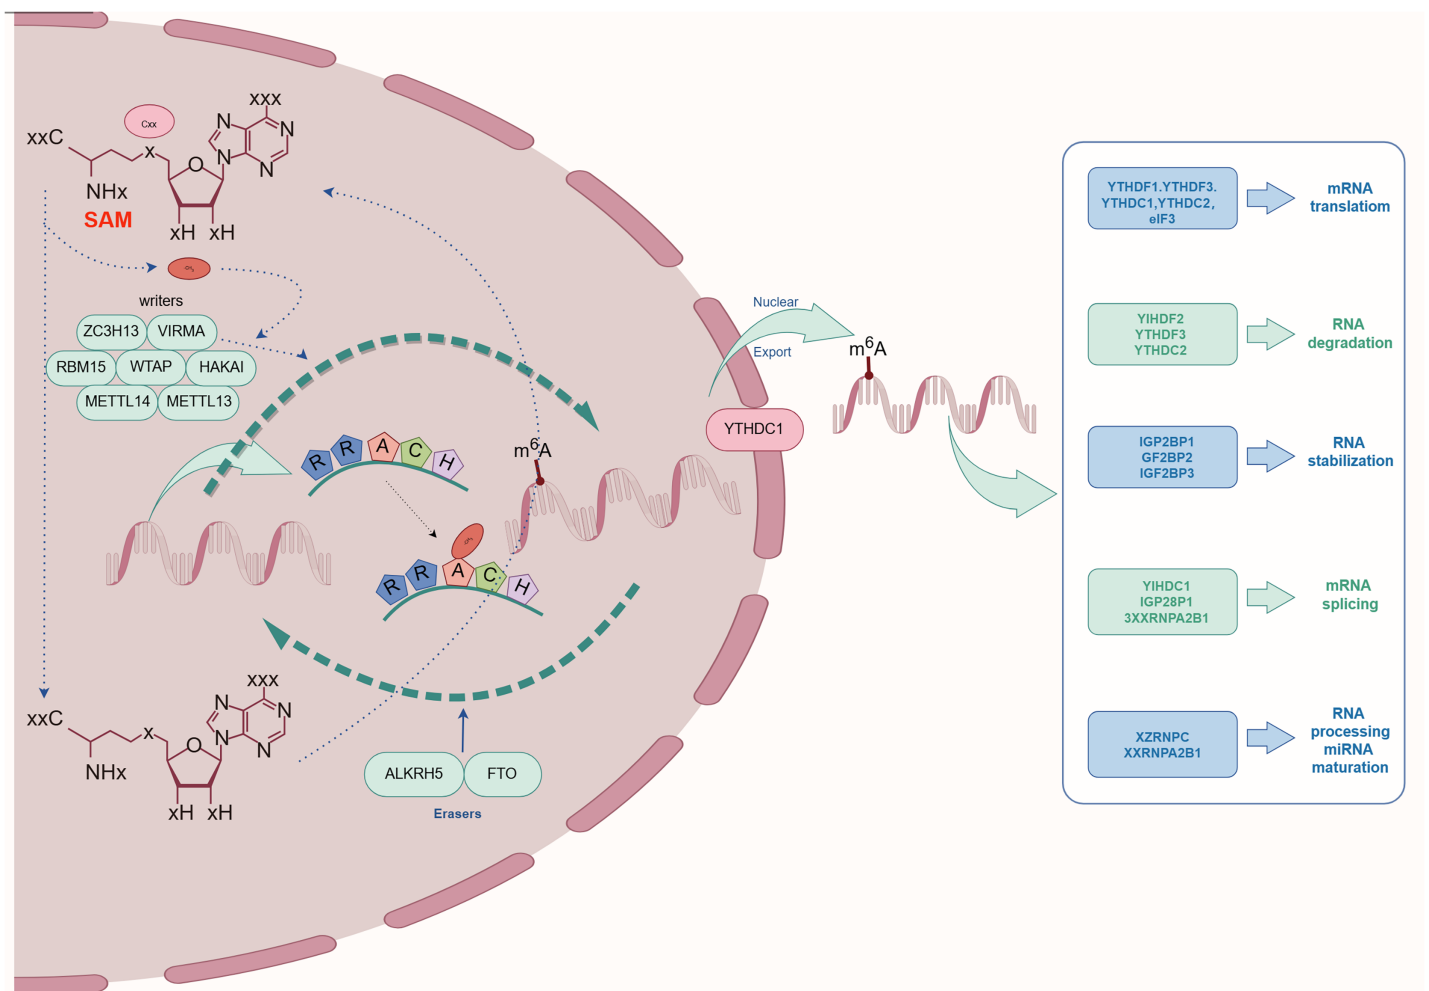 xxx
Cxx
xxC
x
N
N
N
N
O
NHx
SAM
xH
xH
CH₃
writers
ZC3H13
VIRMA
RBM15
WTAP
HAKAI
METTL14
METTL13
R
R
A
C
H
m⁶A
R
R
A
C
H
xxx
xxC
x
N
N
N
N
O
NHx
xH
xH
ALKRH5
FTO
Erasers
YTHDC1
Nuclear
Export
m⁶A
YTHDF1.YTHDF3.
YTHDC1,YTHDC2,
eIF3
mRNA
translatiom
YIHDF2
YTHDF3
YTHDC2
RNA
degradation
IGP2BP1
GF2BP2
IGF2BP3
RNA
stabilization
YIHDC1
IGP28P1
3XXRNPA2B1
mRNA
splicing
XZRNPC
XXRNPA2B1
RNA
processing
miRNA
maturation